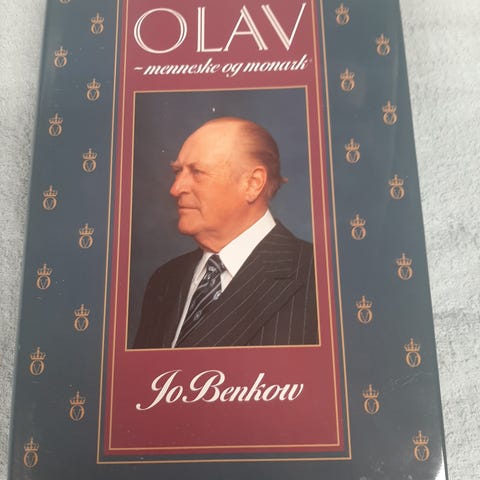 OLAV
– menneske og monark
Jo Benkow